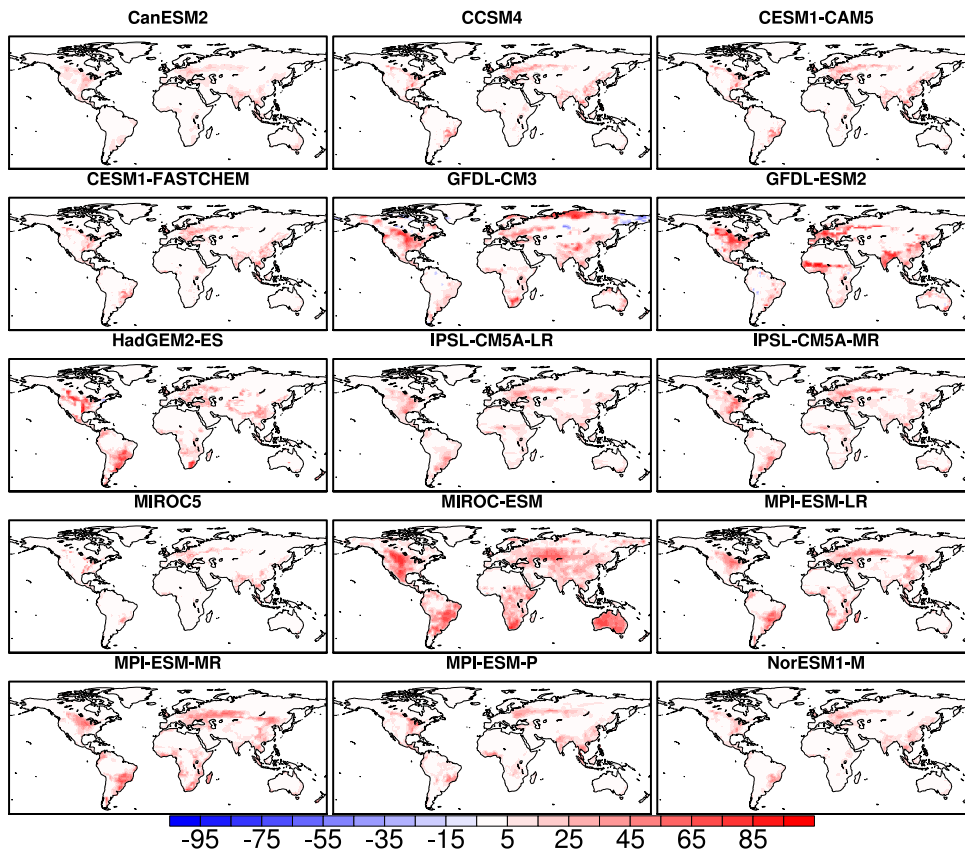 CanESM2 CCSM4 CESM1-CAM5
CESM1-FASTCHEM GFDL-CM3 GFDL-ESM2
HadGEM2-ES IPSL-CM5A-LR IPSL-CM5A-MR
MIROC5 MIROC-ESM MPI-ESM-LR
MPI-ESM-MR MPI-ESM-P NorESM1-M
-95 -75 -55 -35 -15 5 25 45 65 85